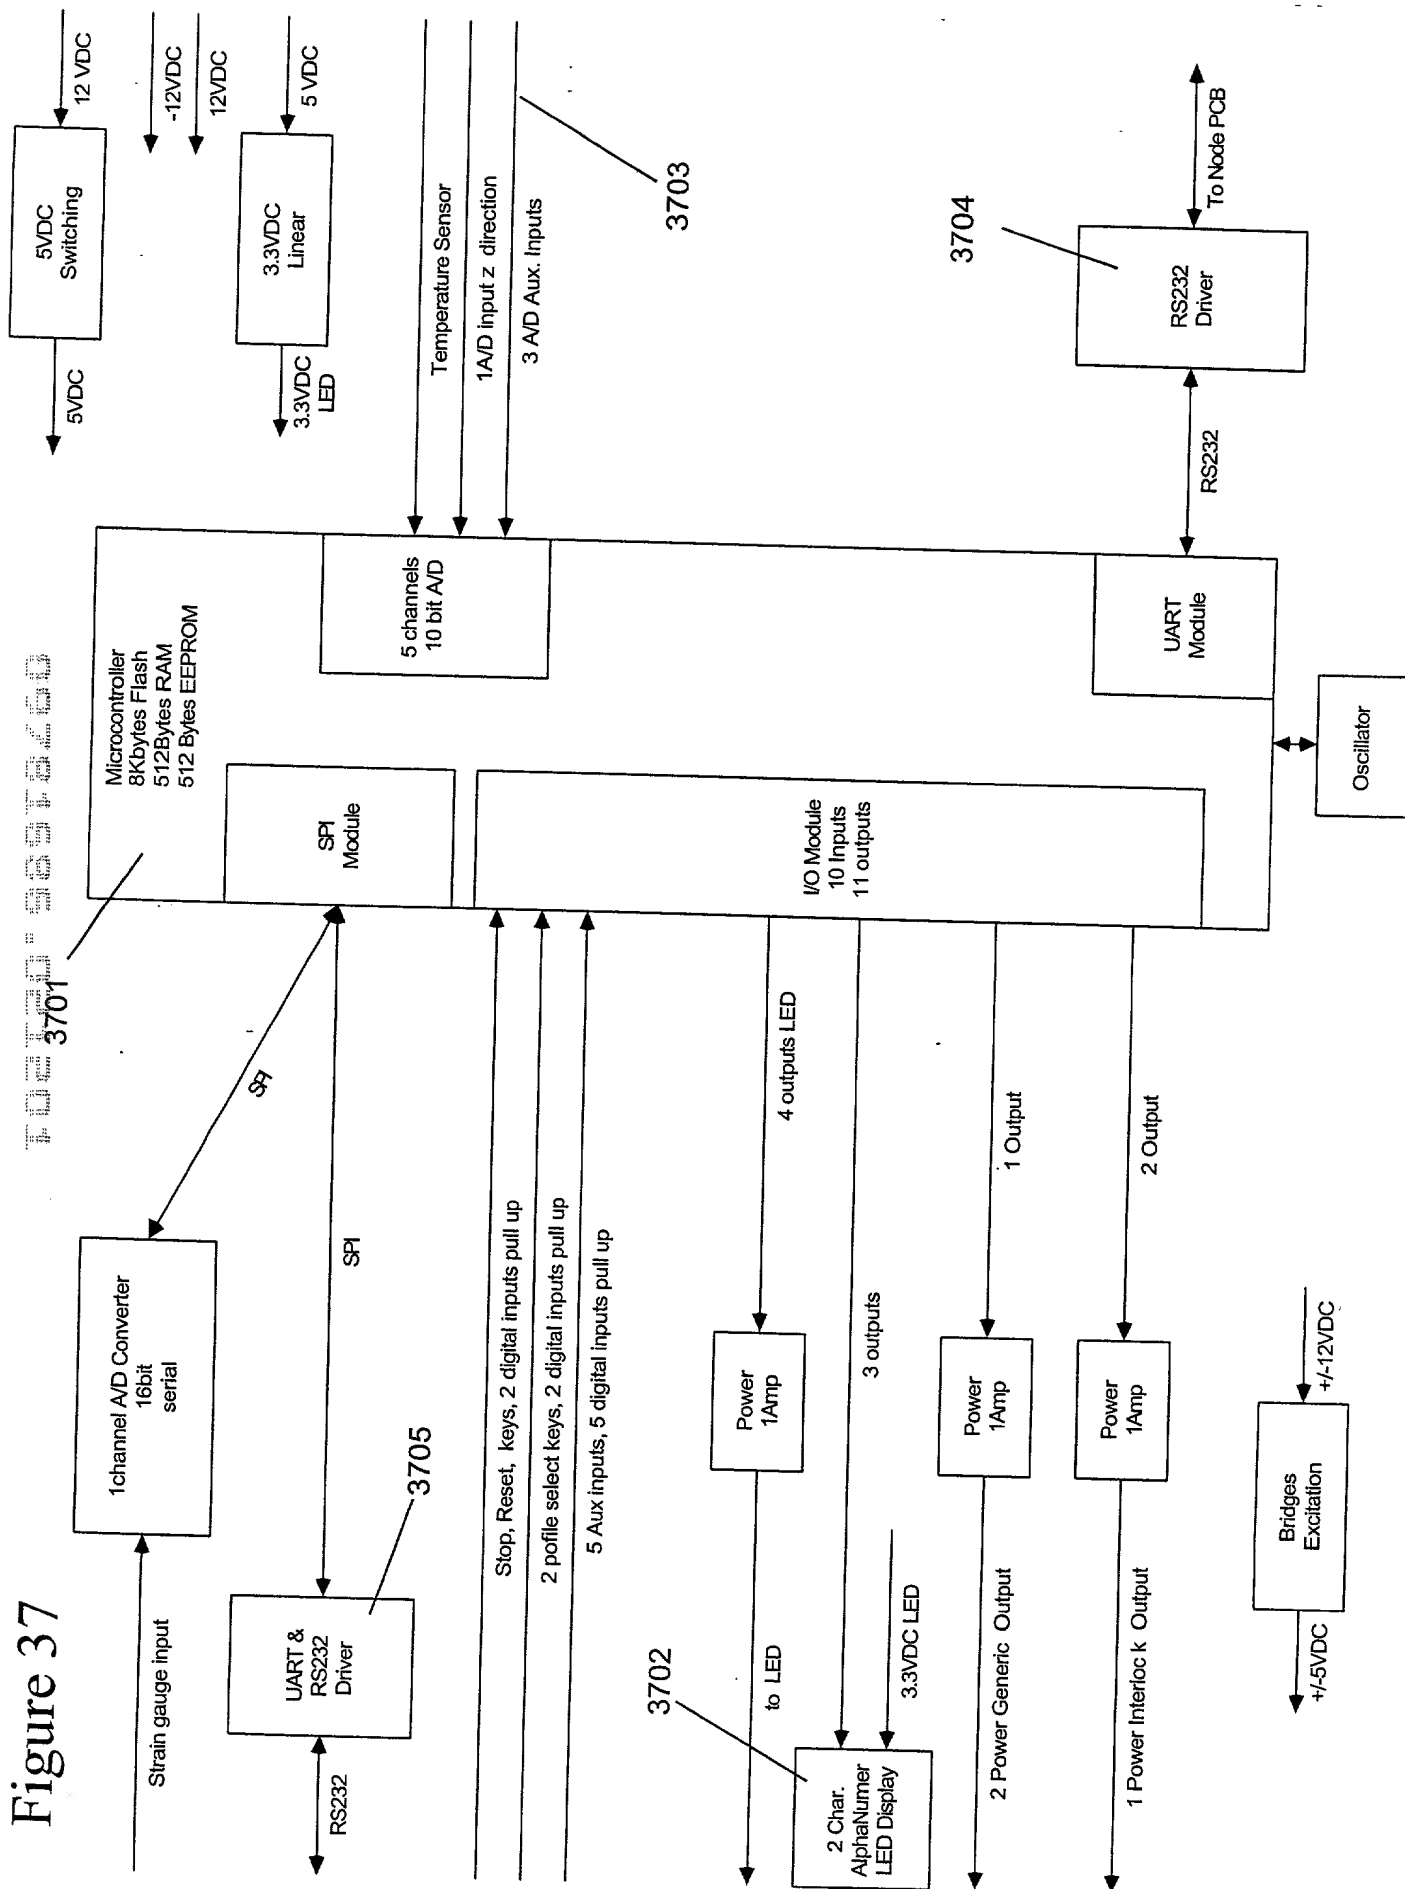 Figure 37
Strain gauge input
1channel A/D Converter
16bit
serial
SPI
3701
Microcontroller
8Kbytes Flash
512Bytes RAM
512 Bytes EEPROM
5VDC
5VDC
Switching
12 VDC
-12VDC
12VDC
3.3VDC
LED
3.3VDC
Linear
5 VDC
RS232
UART &
RS232
Driver
3705
SPI
SPI
Module
5 channels
10 bit A/D
Temperature Sensor
1A/D input z direction
3 A/D Aux. Inputs
3703
Stop, Reset, keys, 2 digital inputs pull up
2 pofile select keys, 2 digital inputs pull up
5 Aux inputs, 5 digital inputs pull up
I/O Module
10 Inputs
11 outputs
to LED
Power
1Amp
4 outputs LED
3702
2 Char.
AlphaNumer
LED Display
3.3VDC LED
3 outputs
2 Power Generic Output
Power
1Amp
1 Output
1 Power Interloc k Output
Power
1Amp
2 Output
UART
Module
RS232
3704
RS232
Driver
To Node PCB
+/-5VDC
Bridges
Excitation
+/-12VDC
Oscillator